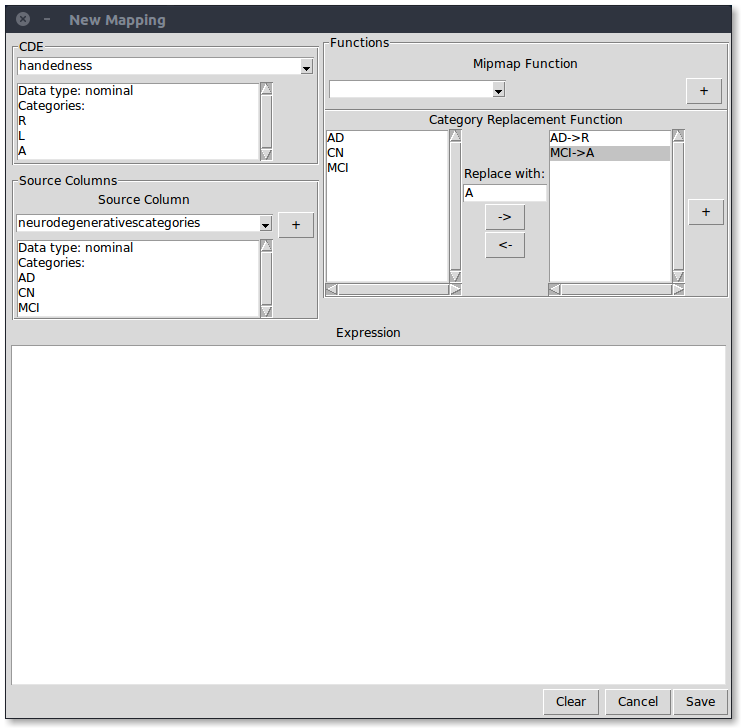 New Mapping
CDE
handedness
Data type: nominal
Categories:
R
L
A
Source Columns
Source Column
neurodegenerativescategories
+
Data type: nominal
Categories:
AD
CN
MCI
Functions
Mipmap Function
+
Category Replacement Function
AD
CN
MCI
Replace with:
A
->
<-
AD->R
MCI->A
+
Expression
Clear
Cancel
Save